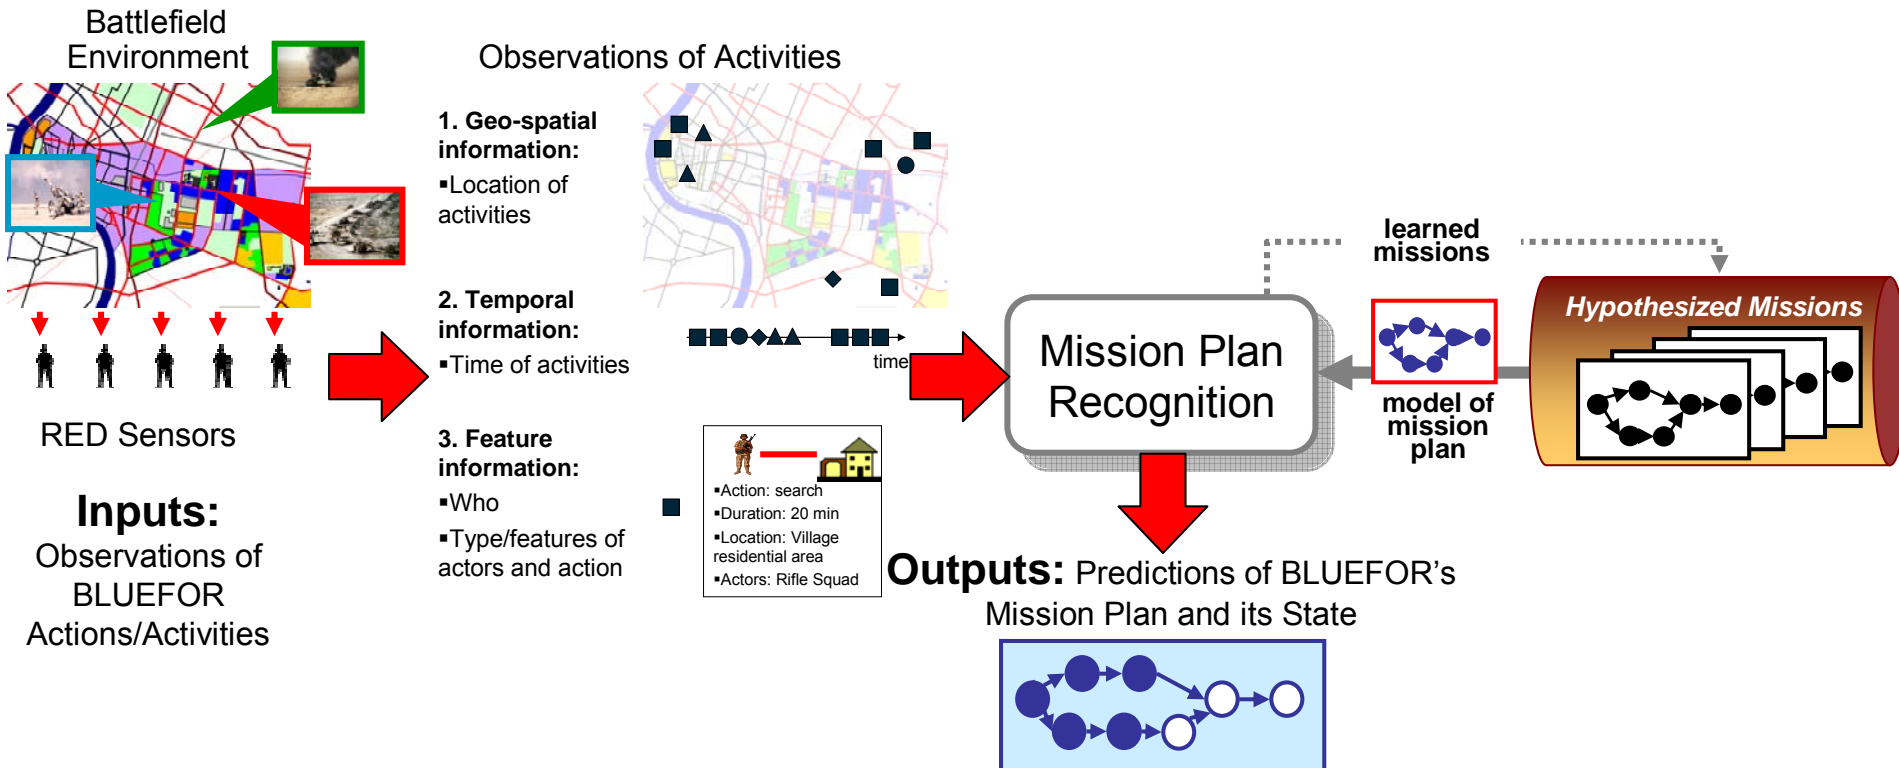 Battlefield
Environment
Observations of Activities
1. Geo-spatial
information:
▪Location of
activities
2. Temporal
information:
▪Time of activities
time
3. Feature
information:
▪Who
▪Type/features of
actors and action
▪Action: search
▪Duration: 20 min
▪Location: Village
residential area
▪Actors: Rifle Squad
RED Sensors
Inputs:
Observations of
BLUEFOR
Actions/Activities
Mission Plan
Recognition
learned
missions
model of
mission
plan
Hypothesized Missions
Outputs: Predictions of BLUEFOR’s
Mission Plan and its State